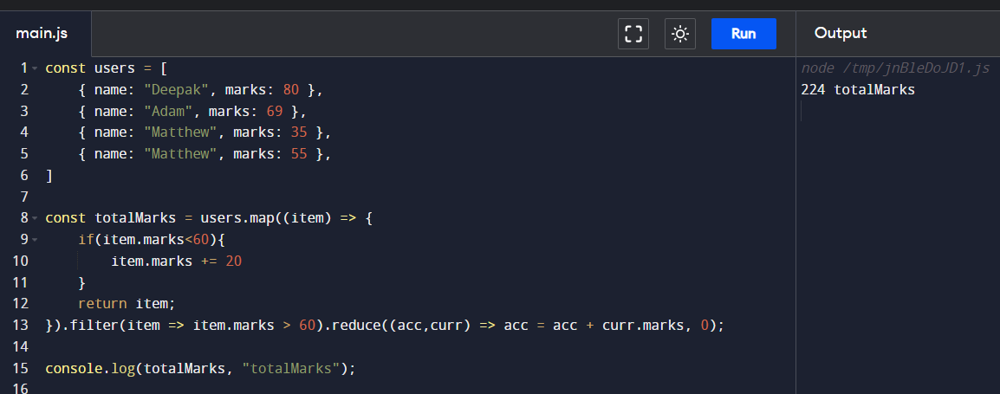 main.js
Run
Output
1 const users = [
2     { name: "Deepak", marks: 80 },
3     { name: "Adam", marks: 69 },
4     { name: "Matthew", marks: 35 },
5     { name: "Matthew", marks: 55 },
6 ]
7
8 const totalMarks = users.map((item) => {
9     if(item.marks<60){
10         item.marks += 20
11     }
12     return item;
13 }).filter(item => item.marks > 60).reduce((acc,curr) => acc = acc + curr.marks, 0);
14
15 console.log(totalMarks, "totalMarks");
16
node /tmp/jnBleDoJD1.js
224 totalMarks